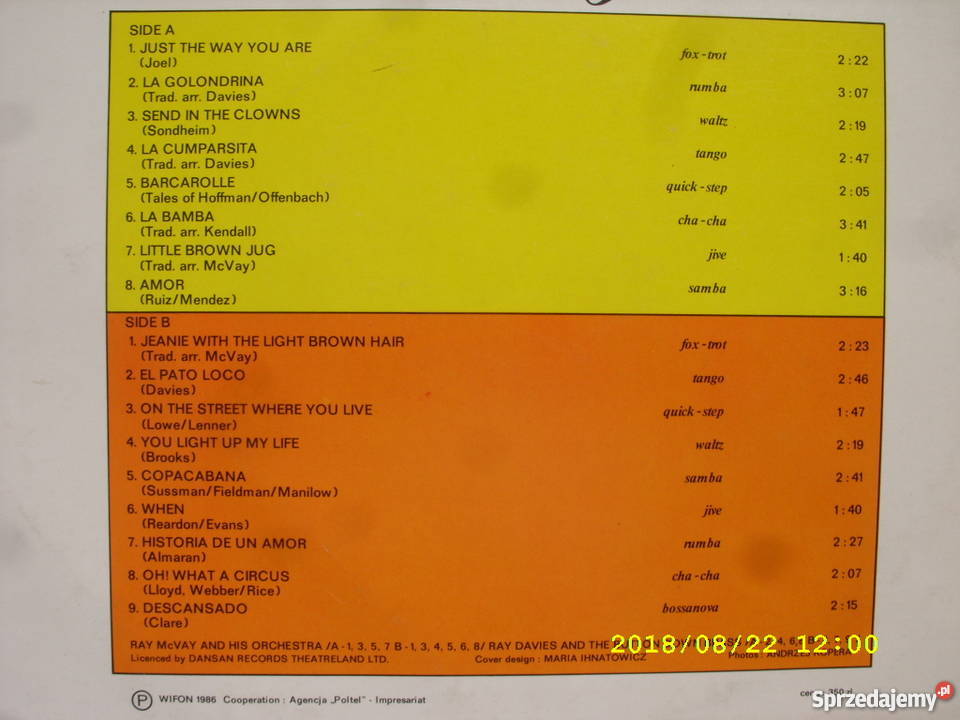 SIDE A
1. JUST THE WAY YOU ARE fox-trot 2:22
(Joel)
2. LA GOLONDRINA rumba 3:07
(Trad. arr. Davies)
3. SEND IN THE CLOWNS waltz 2:19
(Sondheim)
4. LA CUMPARSITA tango 2:47
(Trad. arr. Davies)
5. BARCAROLLE quick-step 2:05
(Tales of Hoffman/Offenbach)
6. LA BAMBA cha-cha 3:41
(Trad. arr. Kendall)
7. LITTLE BROWN JUG jive 1:40
(Trad. arr. McVay)
8. AMOR samba 3:16
(Ruiz/Mendez)
SIDE B
1. JEANIE WITH THE LIGHT BROWN HAIR fox-trot 2:23
(Trad. arr. McVay)
2. EL PATO LOCO tango 2:46
(Davies)
3. ON THE STREET WHERE YOU LIVE quick-step 1:47
(Lowe/Lenner)
4. YOU LIGHT UP MY LIFE waltz 2:19
(Brooks)
5. COPACABANA samba 2:41
(Sussman/Fieldman/Manilow)
6. WHEN jive 1:40
(Reardon/Evans)
7. HISTORIA DE UN AMOR rumba 2:27
(Almaran)
8. OH! WHAT A CIRCUS cha-cha 2:07
(Lloyd, Webber/Rice)
9. DESCANSADO bossanova 2:15
(Clare)
RAY McVAY AND HIS ORCHESTRA /A-1, 3, 5, 7 B-1, 3, 4, 5, 6, 8/ RAY DAVIES AND THE BUTTON DOWN BRASS
2018/08/22 12:00
Licenced by DANSAN RECORDS THEATRELAND LTD. Cover design : MARIA IHNATOWICZ Photos : ANDRZEJ KOPERA
P WIFON 1986 Cooperation : Agencja „Poltel" - Impresariat 350 zł
Sprzedajemy.pl